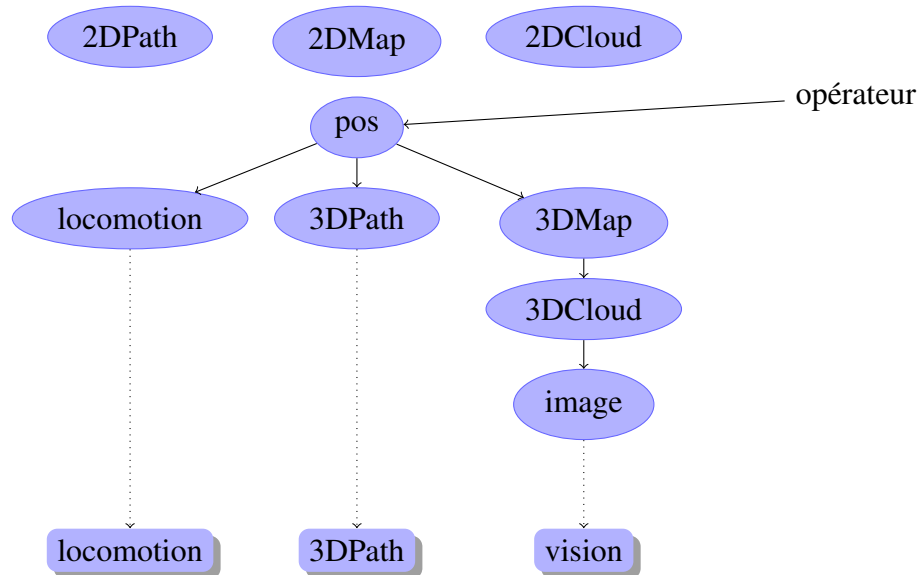 2DPath
2DMap
2DCloud
opérateur
pos
locomotion
3DPath
3DMap
3DCloud
image
locomotion
3DPath
vision